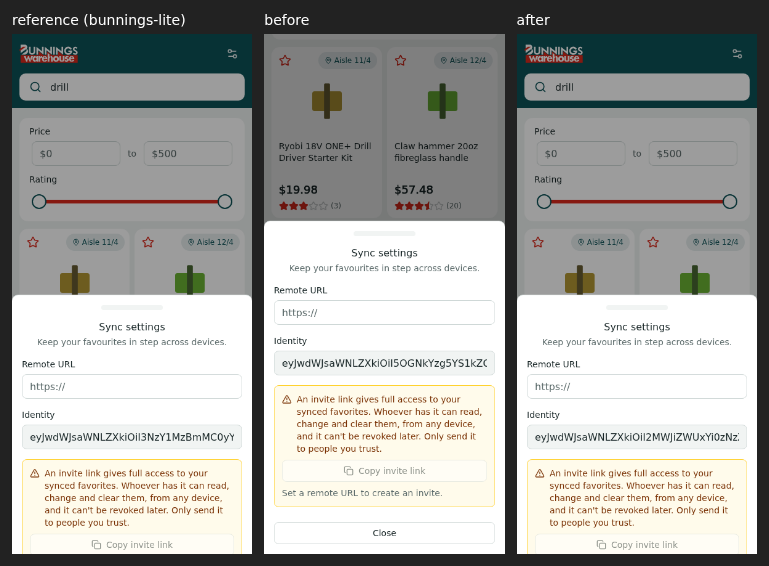 reference (bunnings-lite)
BUNNINGS
warehouse
drill
Price
$0
to
$500
Rating
Aisle 11/4
Aisle 12/4
Sync settings
Keep your favourites in step across devices.
Remote URL
https://
Identity
eyJwdWJsaWNLZXkiOiI3NzY1MzBmMC0yY
An invite link gives full access to your
synced favorites. Whoever has it can read,
change and clear them, from any device,
and it can't be revoked later. Only send it
to people you trust.
Copy invite link
before
Aisle 11/4
Aisle 12/4
Ryobi 18V ONE+ Drill
Driver Starter Kit
Claw hammer 20oz
fibreglass handle
$19.98
$57.48
(3)
(20)
Sync settings
Keep your favourites in step across devices.
Remote URL
https://
Identity
An invite link gives full access to your
synced favorites. Whoever has it can read,
change and clear them, from any device,
and it can't be revoked later. Only send it
to people you trust.
Copy invite link
Set a remote URL to create an invite.
Close
after
BUNNINGS
warehouse
drill
Price
$0
to
$500
Rating
Aisle 11/4
Aisle 12/4
Sync settings
Keep your favourites in step across devices.
Remote URL
https://
Identity
An invite link gives full access to your
synced favorites. Whoever has it can read,
change and clear them, from any device,
and it can't be revoked later. Only send it
to people you trust.
Copy invite link